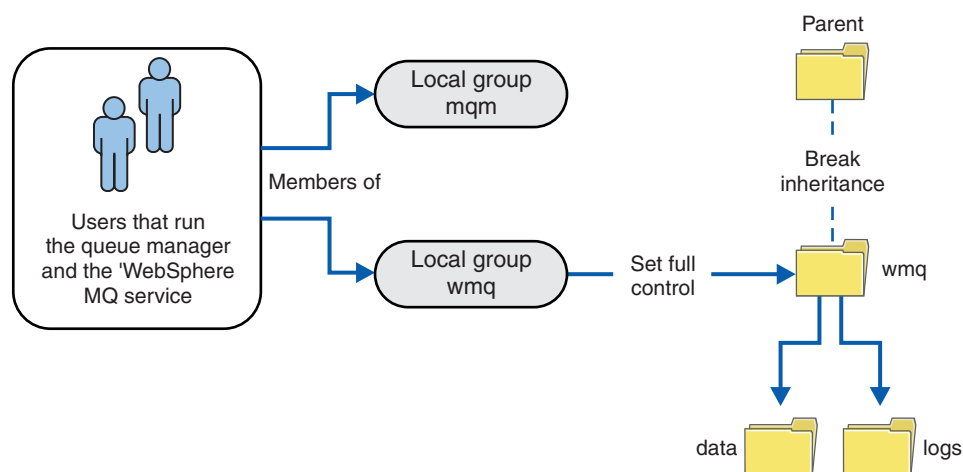 Parent
Local group
mqm
Break
inheritance
Members of
Users that run
the queue manager
and the 'WebSphere
MQ service
Local group
wmq
Set full
control
wmq
data
logs